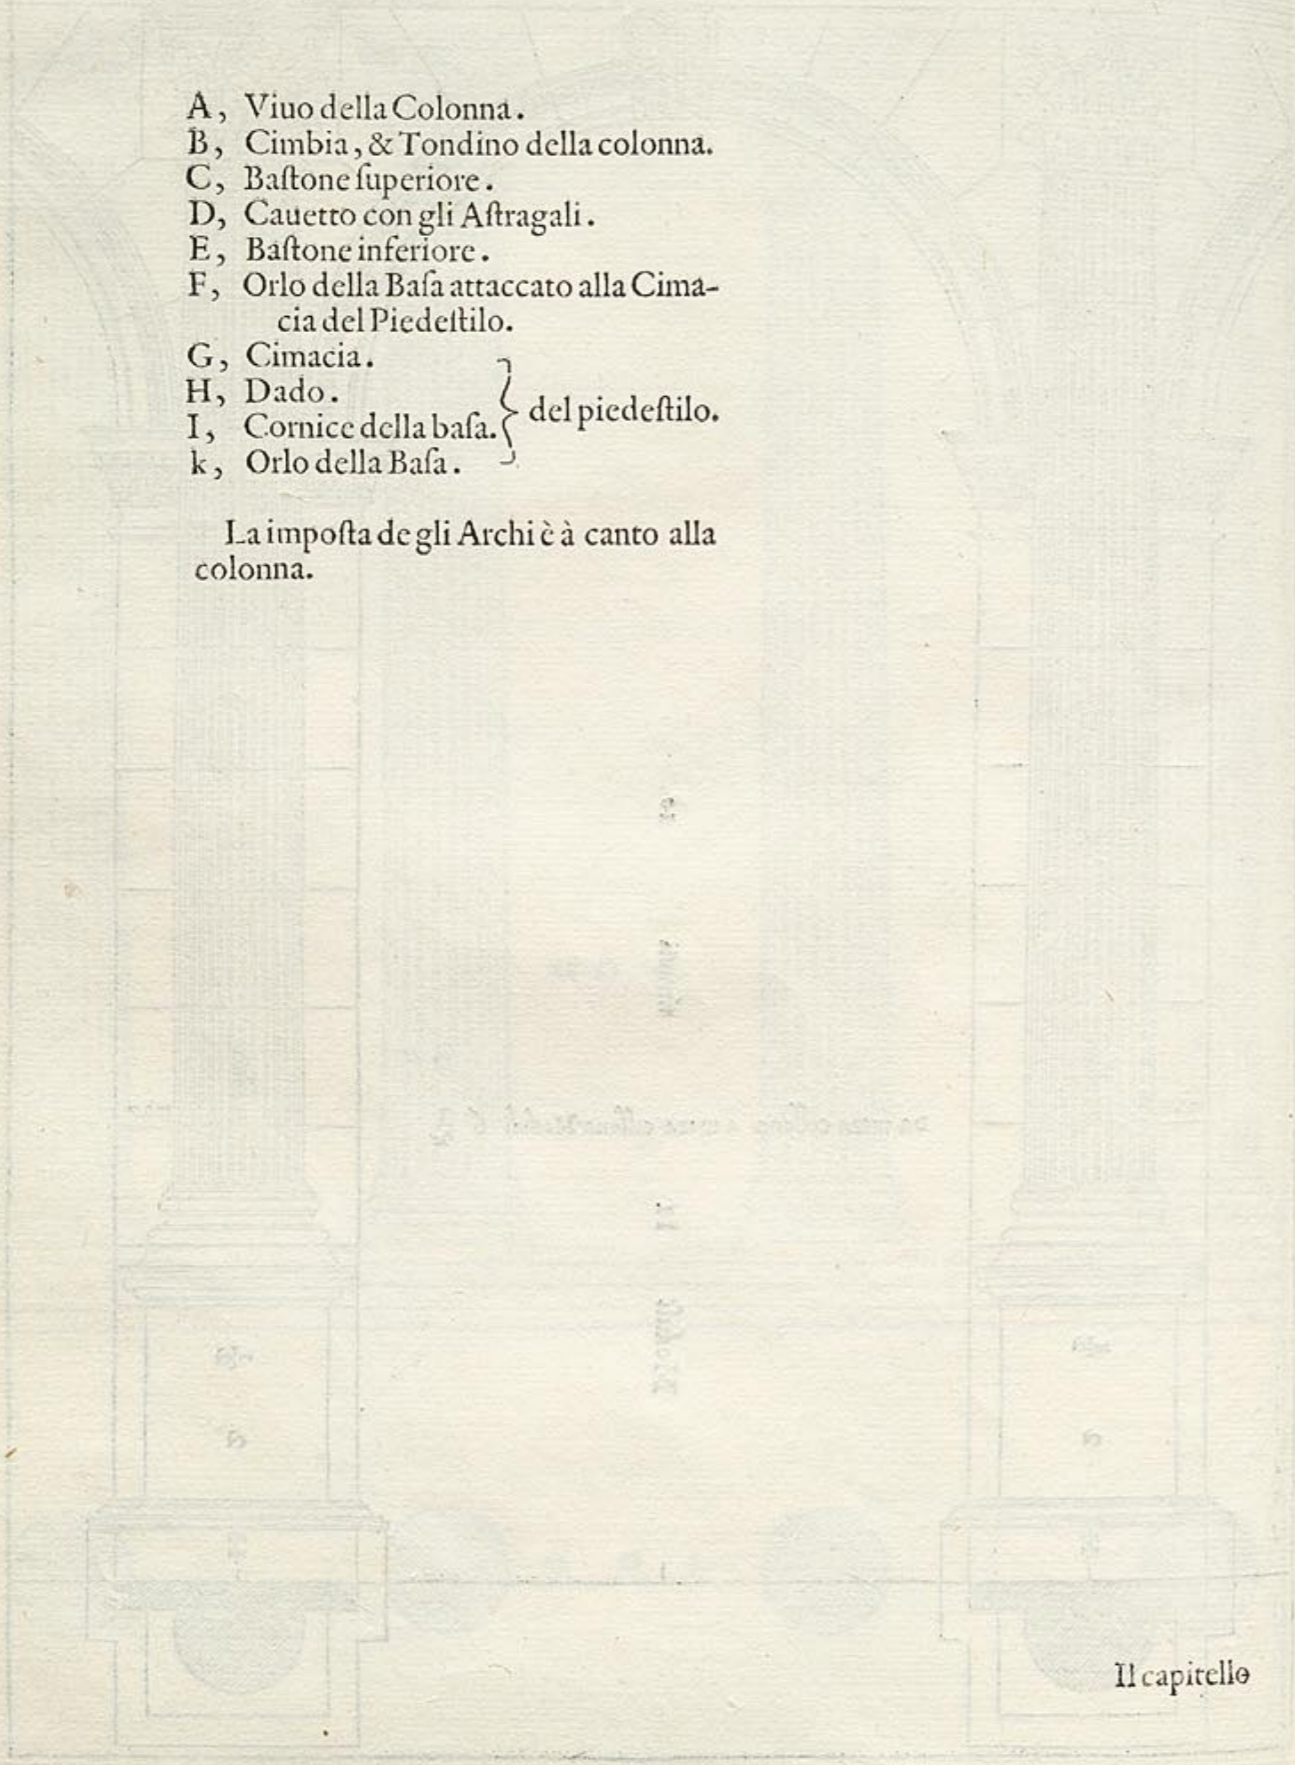 A, Viuo della Colonna.
B, Cimbia, & Tondino della colonna.
C, Baſtone ſuperiore.
D, Cauetto con gli Aſtragali.
E, Baſtone inferiore.
F, Orlo della Baſa attaccato alla Cima-
cia del Piedeſtilo.
G, Cimacia.
H, Dado.
I, Cornice della baſa.
k, Orlo della Baſa.
del piedeſtilo.
La impoſta de gli Archi è à canto alla
colonna.
Il capitello